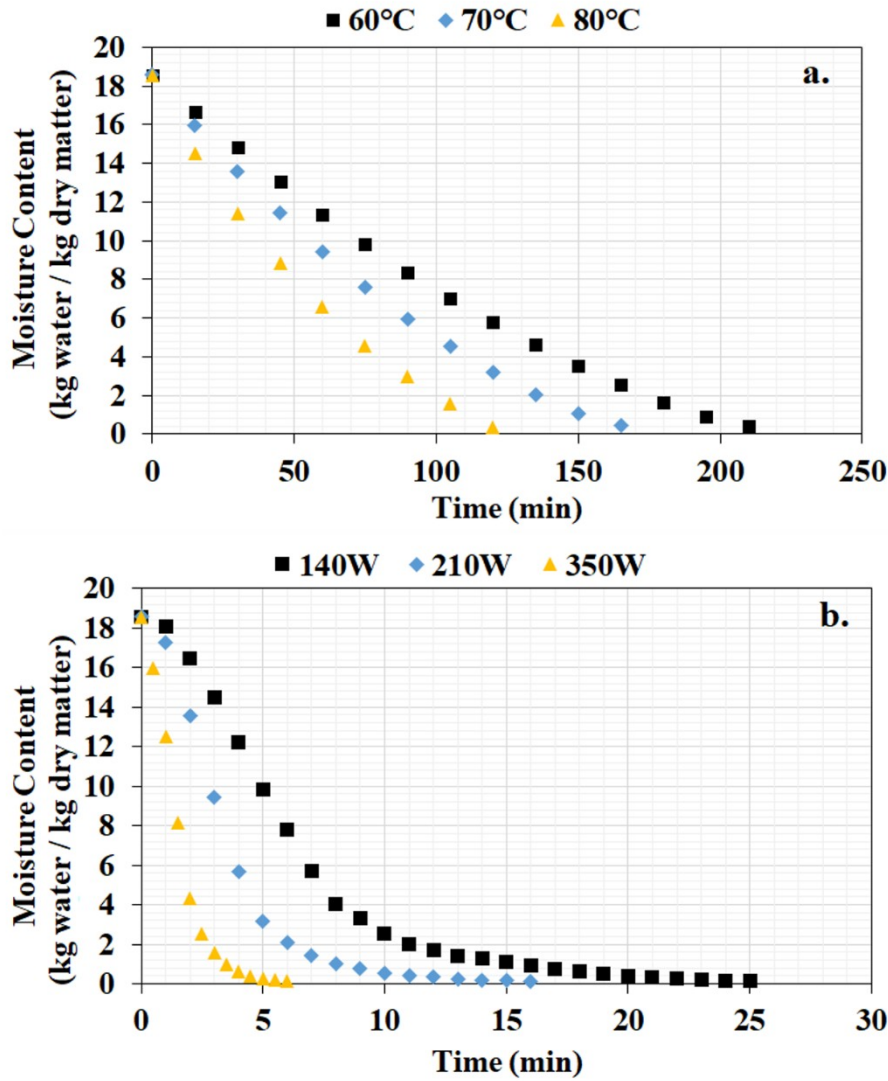 60°C 70°C 80°C
a.
20
18
16
14
12
10
8
6
4
2
0
Moisture Content
(kg water / kg dry matter)
0 50 100 150 200 250
Time (min)
140W 210W 350W
b.
20
18
16
14
12
10
8
6
4
2
0
Moisture Content
(kg water / kg dry matter)
0 5 10 15 20 25 30
Time (min)